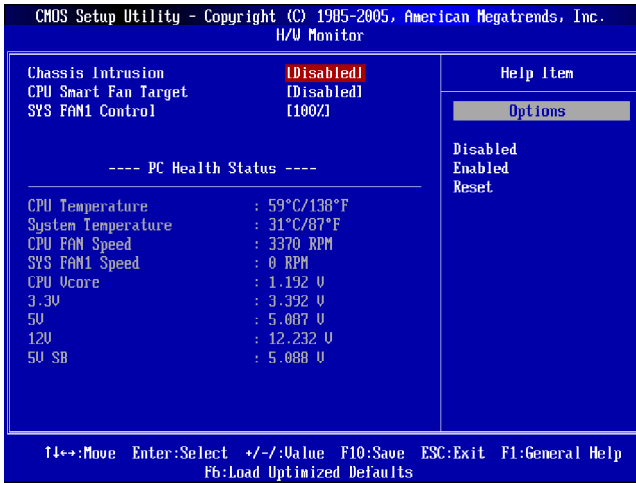 CMOS Setup Utility - Copyright (C) 1985-2005, American Megatrends, Inc.
H/W Monitor
Chassis Intrusion [Disabled]
CPU Smart Fan Target [Disabled]
SYS FAN1 Control [100%]
---- PC Health Status ----
CPU Temperature : 59°C/138°F
System Temperature : 31°C/87°F
CPU FAN Speed : 3370 RPM
SYS FAN1 Speed : 0 RPM
CPU Vcore : 1.192 V
3.3V : 3.392 V
5V : 5.087 V
12V : 12.232 V
5V SB : 5.088 V
Help Item
Options
Disabled
Enabled
Reset
↑↓←→:Move Enter:Select +/-/:Value F10:Save ESC:Exit F1:General Help
F6:Load Optimized Defaults